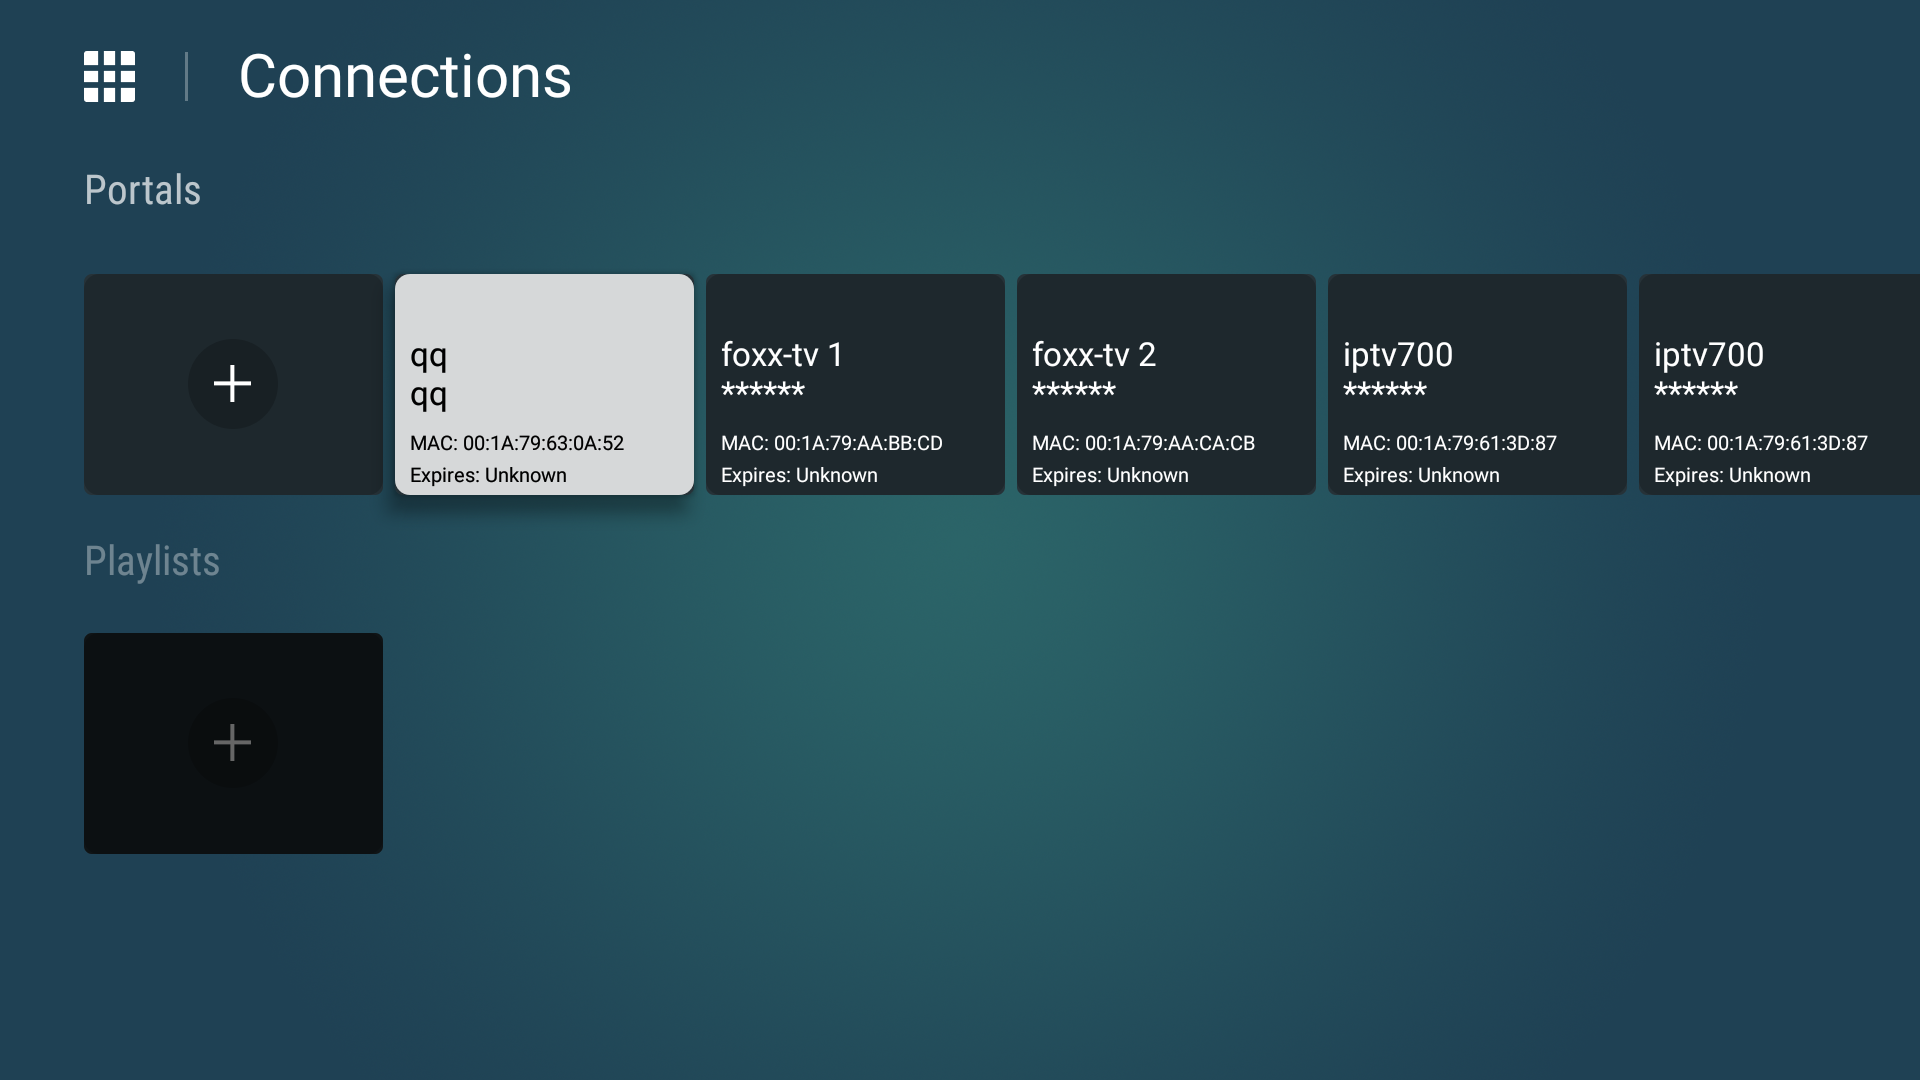 Connections
Portals
qq
qq
MAC: 00:1A:79:63:0A:52
Expires: Unknown
foxx-tv 1
******
MAC: 00:1A:79:AA:BB:CD
Expires: Unknown
foxx-tv 2
******
MAC: 00:1A:79:AA:CA:CB
Expires: Unknown
iptv700
******
MAC: 00:1A:79:61:3D:87
Expires: Unknown
iptv700
******
MAC: 00:1A:79:61:3D:87
Expires: Unknown
Playlists